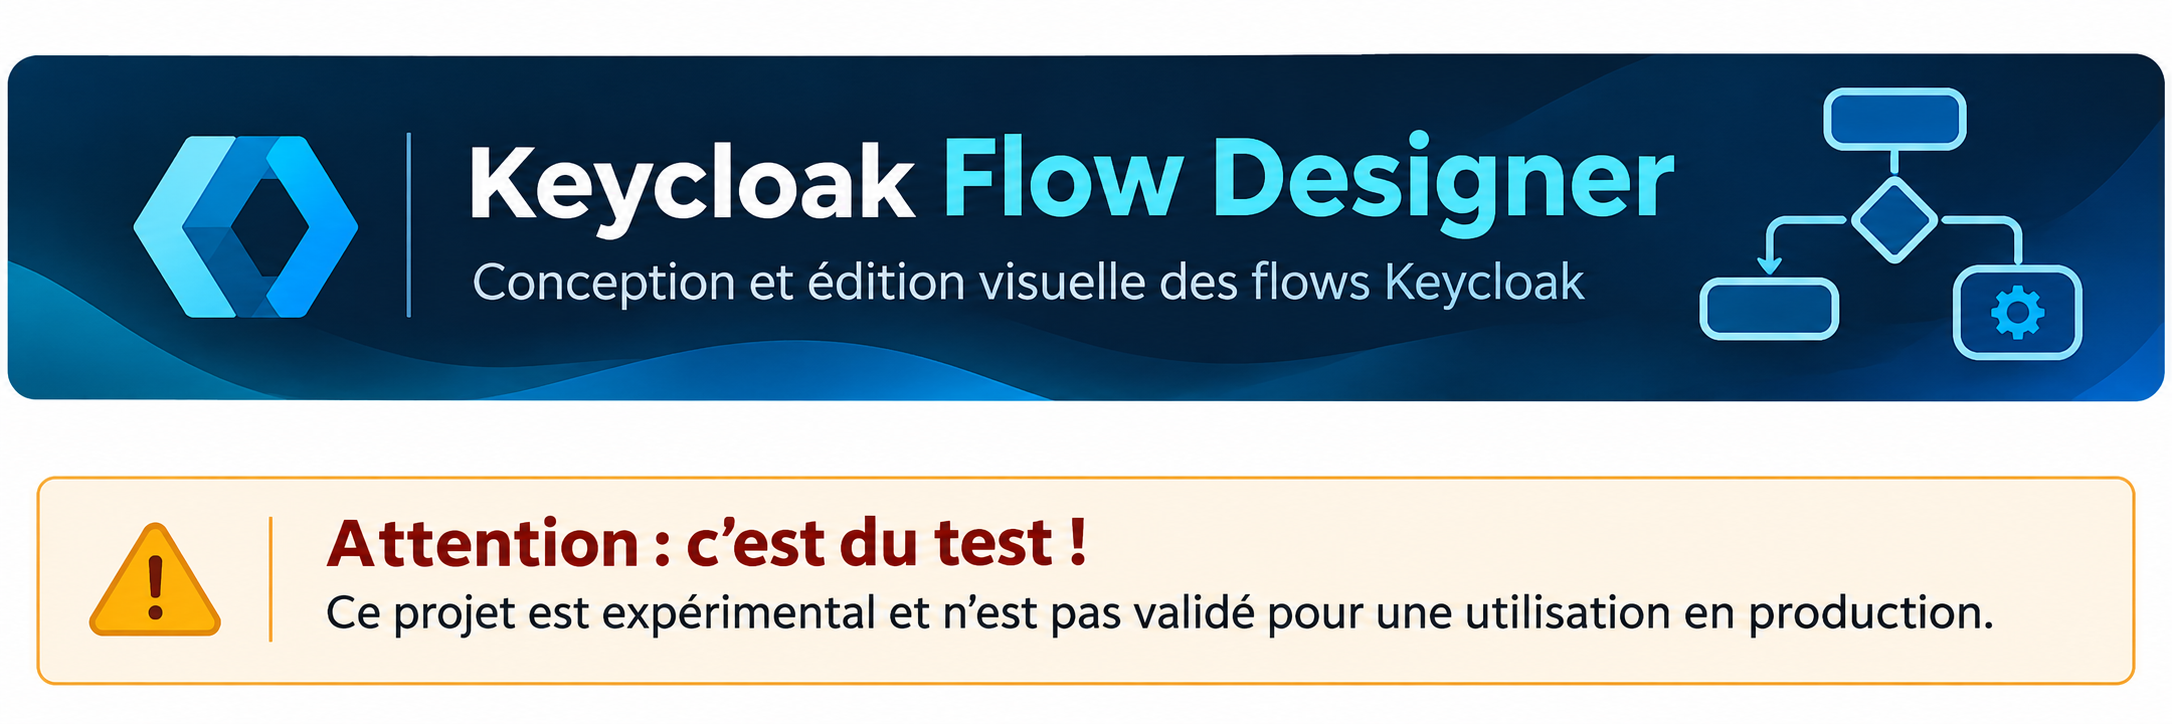 Keycloak Flow Designer
Conception et édition visuelle des flows Keycloak
Attention : c’est du test !
Ce projet est expérimental et n’est pas validé pour une utilisation en production.